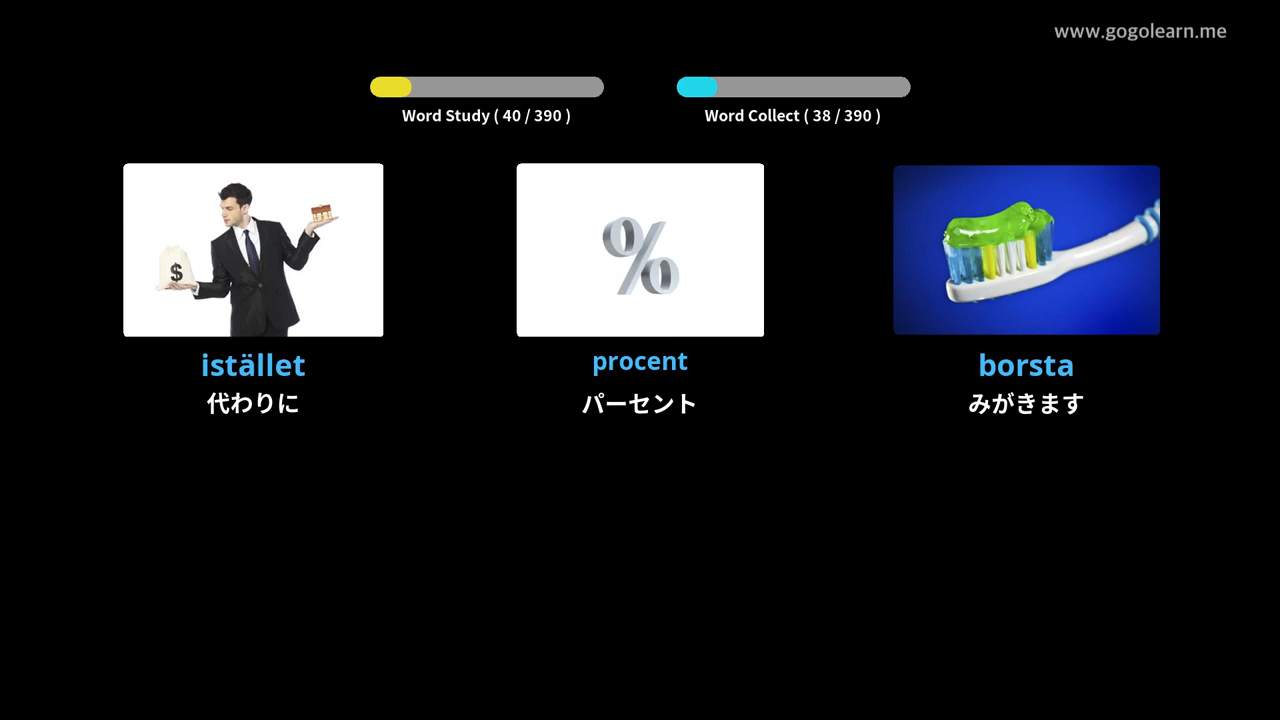 www.gogolearn.me
Word Study ( 40 / 390 )
Word Collect ( 38 / 390 )
$
%
istället
procent
borsta
代わりに
パーセント
みがきます